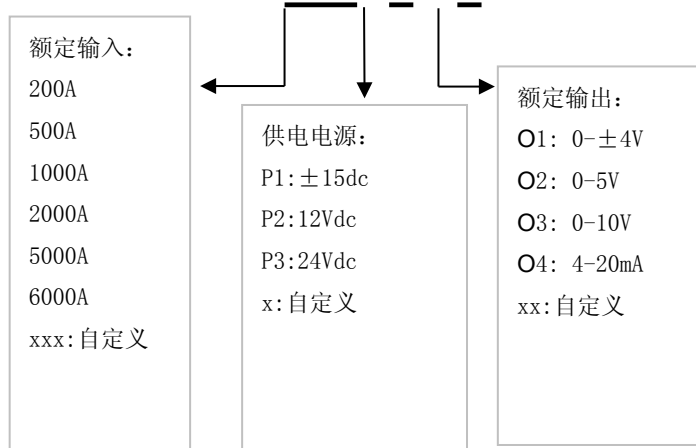 额定输入:
200A
500A
1000A
2000A
5000A
6000A
xxx:自定义
供电电源:
P1:±15dc
P2:12Vdc
P3:24Vdc
x:自定义
额定输出:
O1: 0-±4V
O2: 0-5V
O3: 0-10V
O4: 4-20mA
xx:自定义